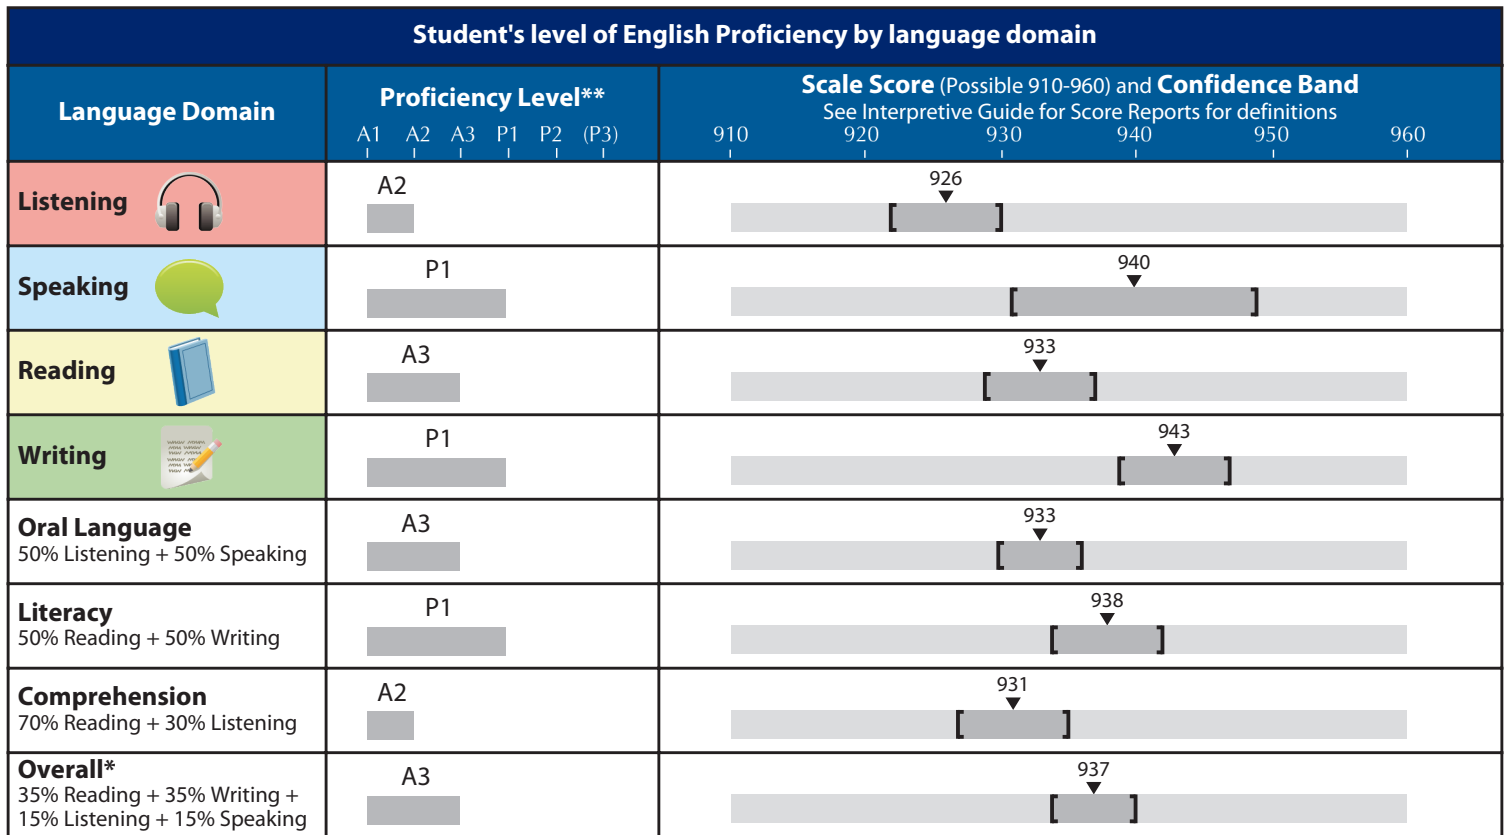 Student's level of English Proficiency by language domain
Language Domain
Proficiency Level**
A1 A2 A3 P1 P2 (P3)
Scale Score (Possible 910-960) and Confidence Band
See Interpretive Guide for Score Reports for definitions
910 920 930 940 950 960
Listening
A2
926
Speaking
P1
940
Reading
A3
933
Writing
P1
943
Oral Language
50% Listening + 50% Speaking
A3
933
Literacy
50% Reading + 50% Writing
P1
938
Comprehension
70% Reading + 30% Listening
A2
931
Overall*
35% Reading + 35% Writing +
15% Listening + 15% Speaking
A3
937